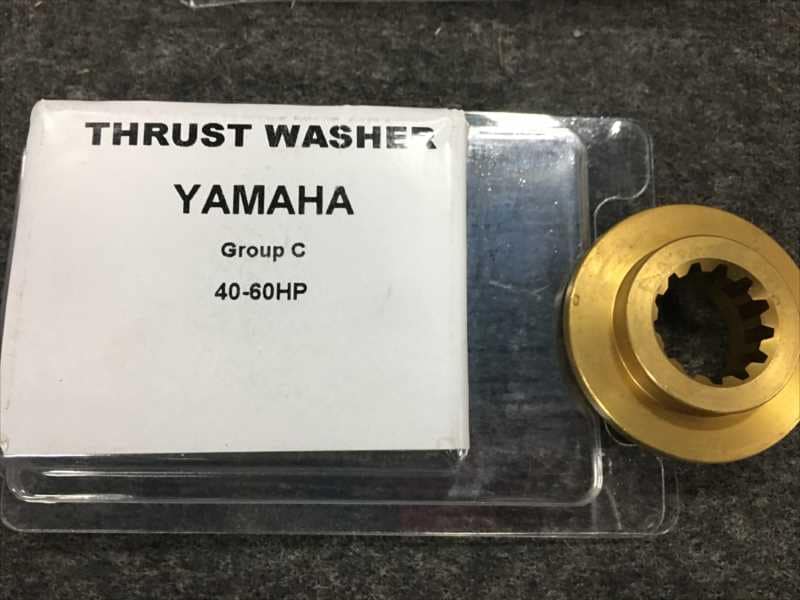 THRUST WASHER
YAMAHA
Group C
40-60HP